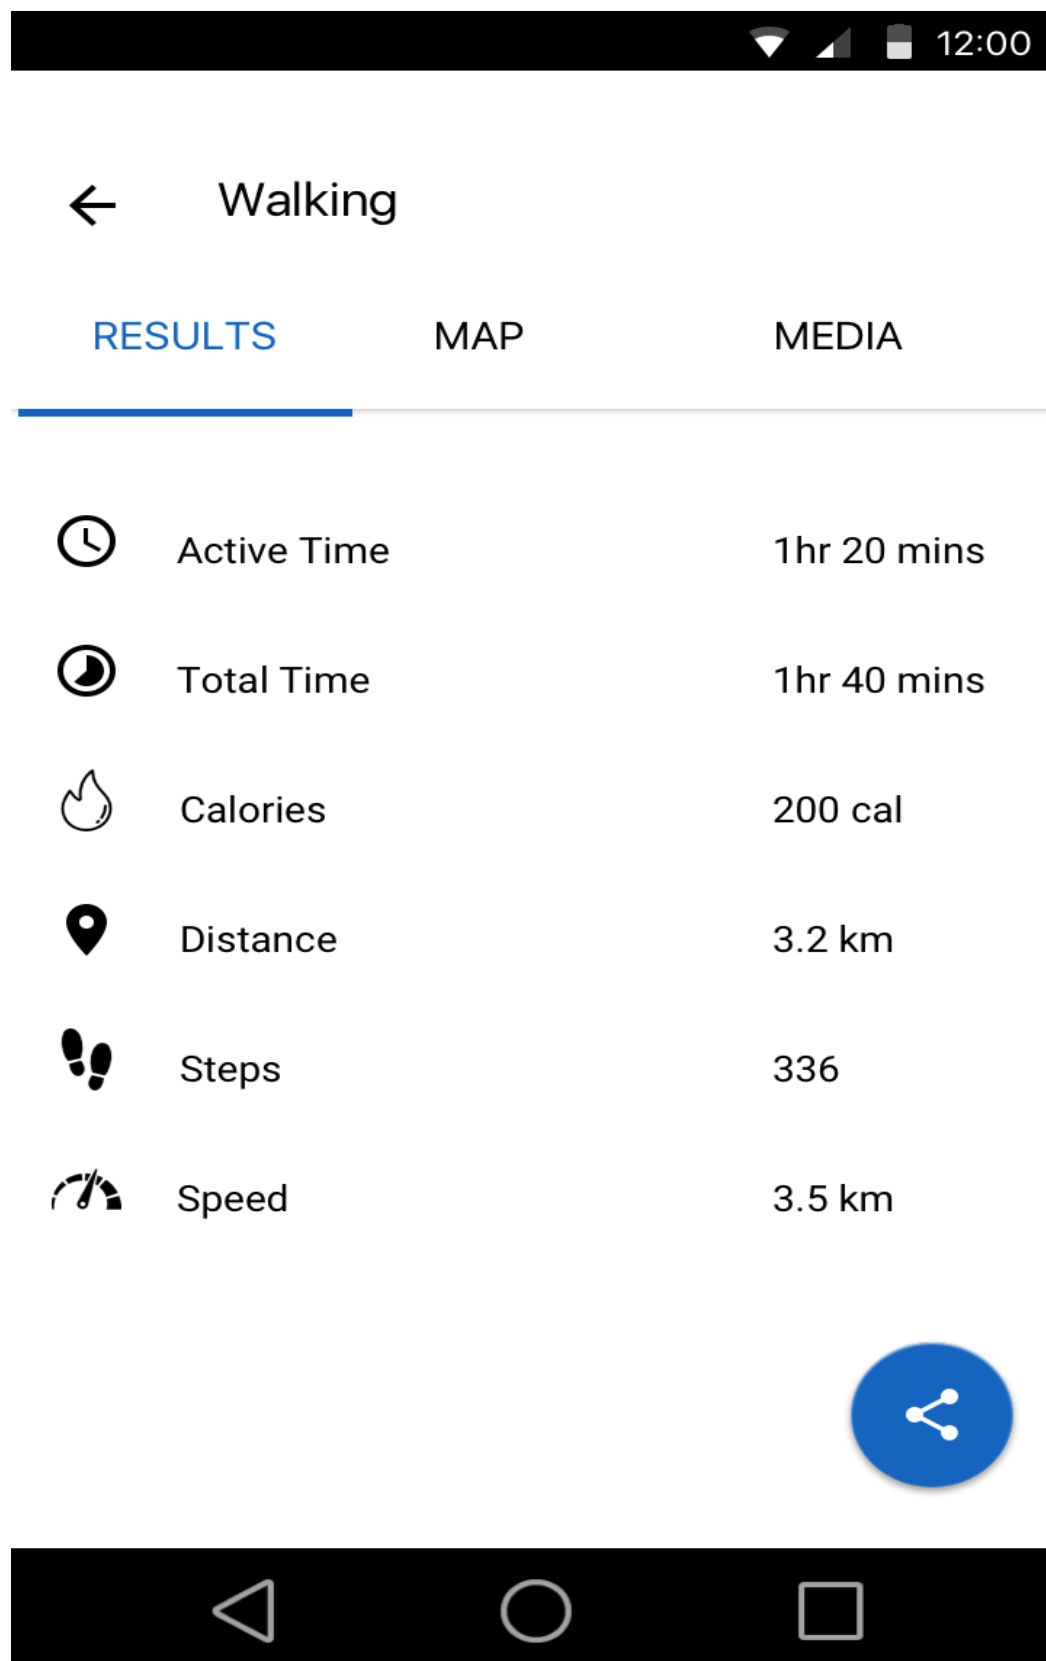 12:00
Walking
RESULTS MAP MEDIA
Active Time 1hr 20 mins
Total Time 1hr 40 mins
Calories 200 cal
Distance 3.2 km
Steps 336
Speed 3.5 km